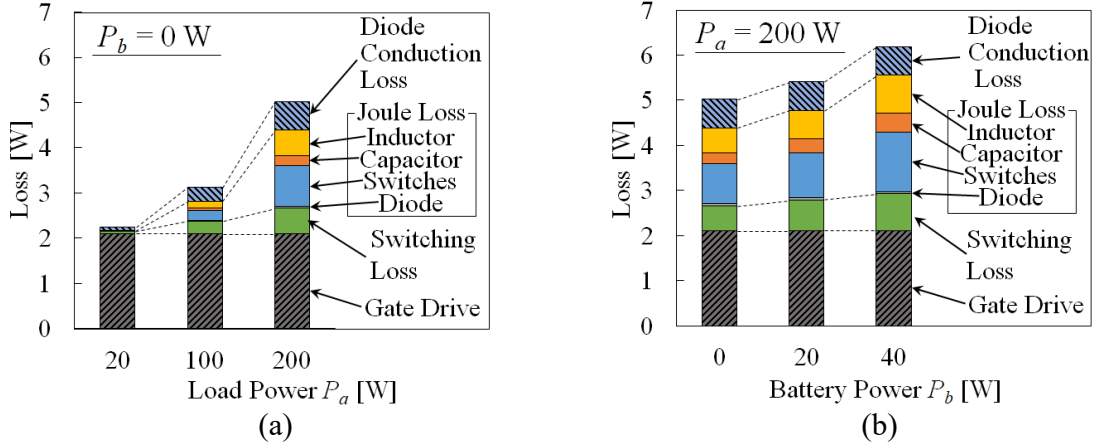 7
6
5
4
3
2
1
0
Loss [W]
P_b = 0 W
Diode
Conduction
Loss
Joule Loss
Inductor
Capacitor
Switches
Diode
Switching
Loss
Gate Drive
20 100 200
Load Power P_a [W]
(a)
7
6
5
4
3
2
1
0
Loss [W]
P_a = 200 W
Diode
Conduction
Loss
Joule Loss
Inductor
Capacitor
Switches
Diode
Switching
Loss
Gate Drive
0 20 40
Battery Power P_b [W]
(b)